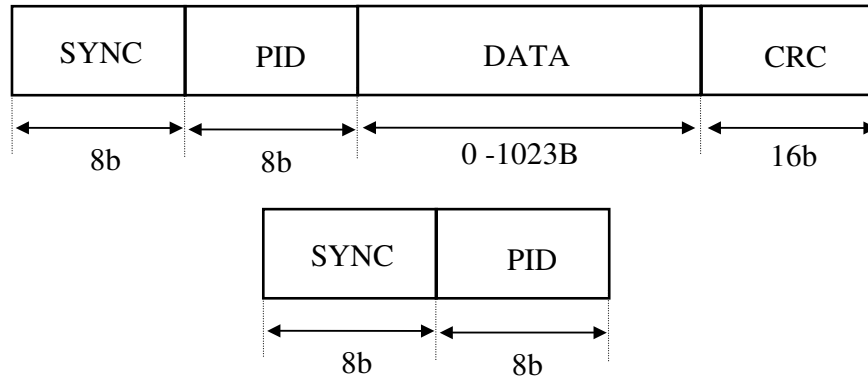 SYNC PID DATA CRC
8b 8b 0 -1023B 16b
SYNC PID
8b 8b